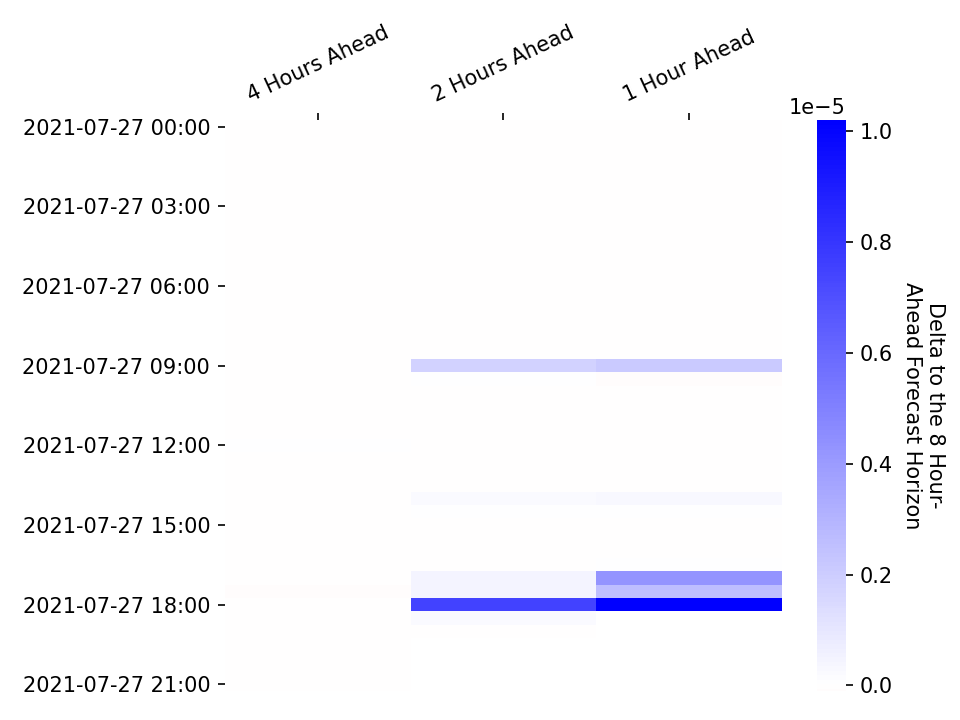 4 Hours Ahead
2 Hours Ahead
1 Hour Ahead
1e−5
2021-07-27 00:00
2021-07-27 03:00
2021-07-27 06:00
2021-07-27 09:00
2021-07-27 12:00
2021-07-27 15:00
2021-07-27 18:00
2021-07-27 21:00
1.0
0.8
0.6
0.4
0.2
0.0
Delta to the 8 Hour-
Ahead Forecast Horizon